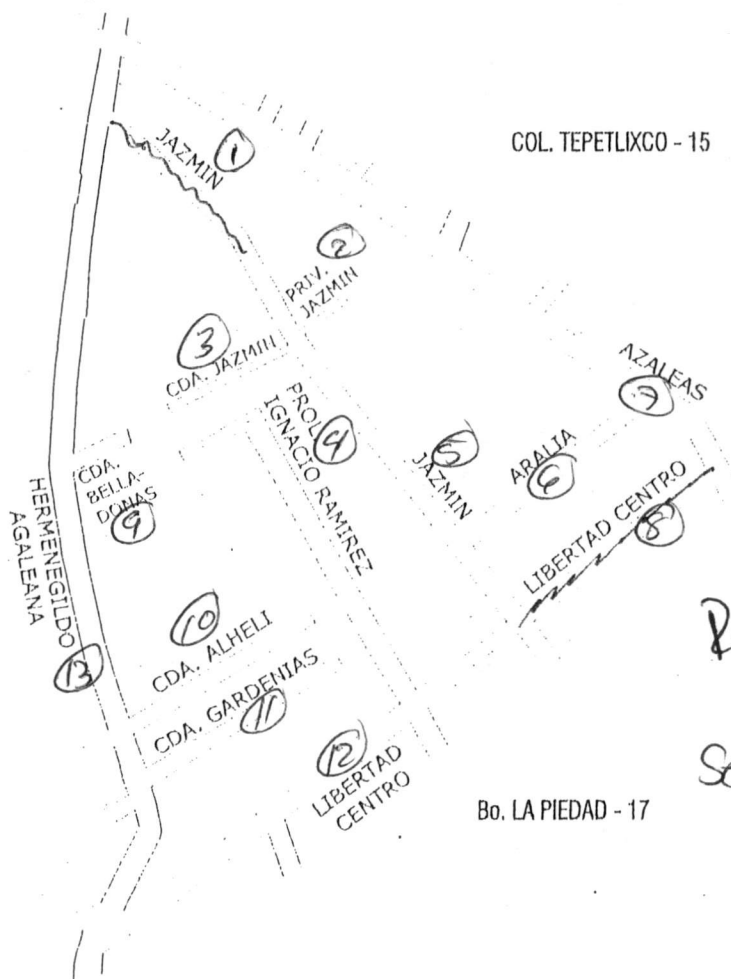 JAZMIN
1
COL. TEPETLIXCO - 15
2
PRIV.
JAZMIN
3
CDA. JAZMIN
AZALEAS
7
PROL.
IGNACIO RAMIREZ
4
5
JAZMIN
ARALIA
6
CDA.
BELLA-
DONAS
9
LIBERTAD CENTRO
8
HERMENEGILDO
AGALEANA
13
10
CDA. ALHELI
CDA. GARDENIAS
11
12
LIBERTAD
CENTRO
Bo. LA PIEDAD - 17